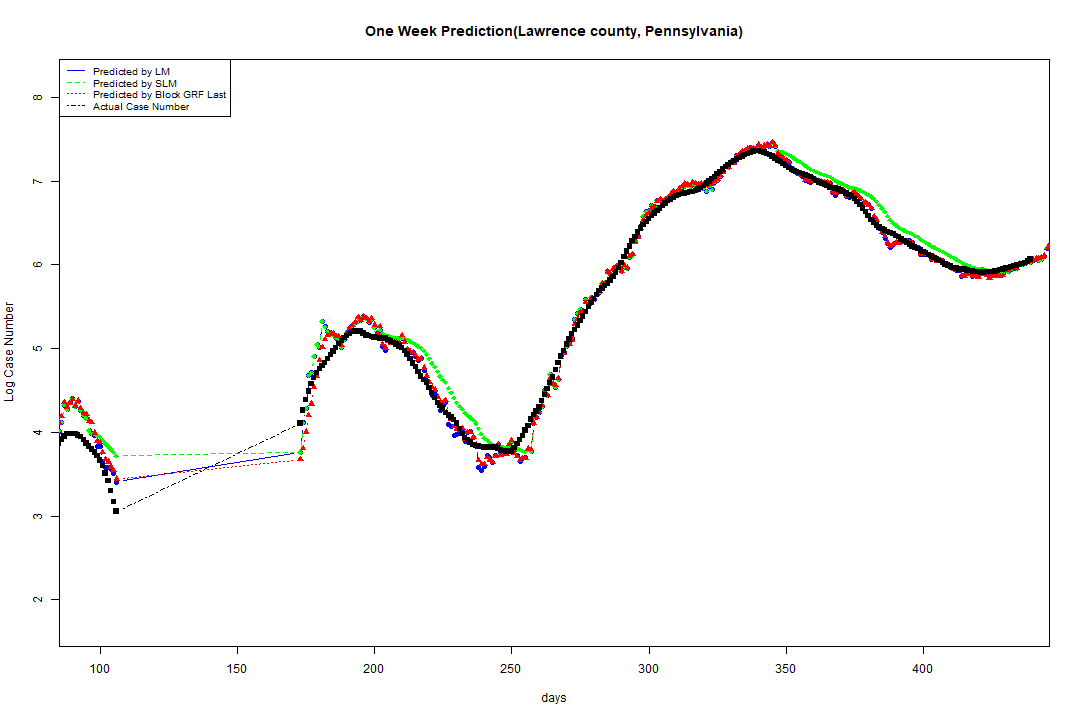 One Week Prediction(Lawrence county, Pennsylvania)
Predicted by LM
Predicted by SLM
Predicted by Block GRF Last
Actual Case Number
8
7
6
5
4
3
2
Log Case Number
100 150 200 250 300 350 400
days